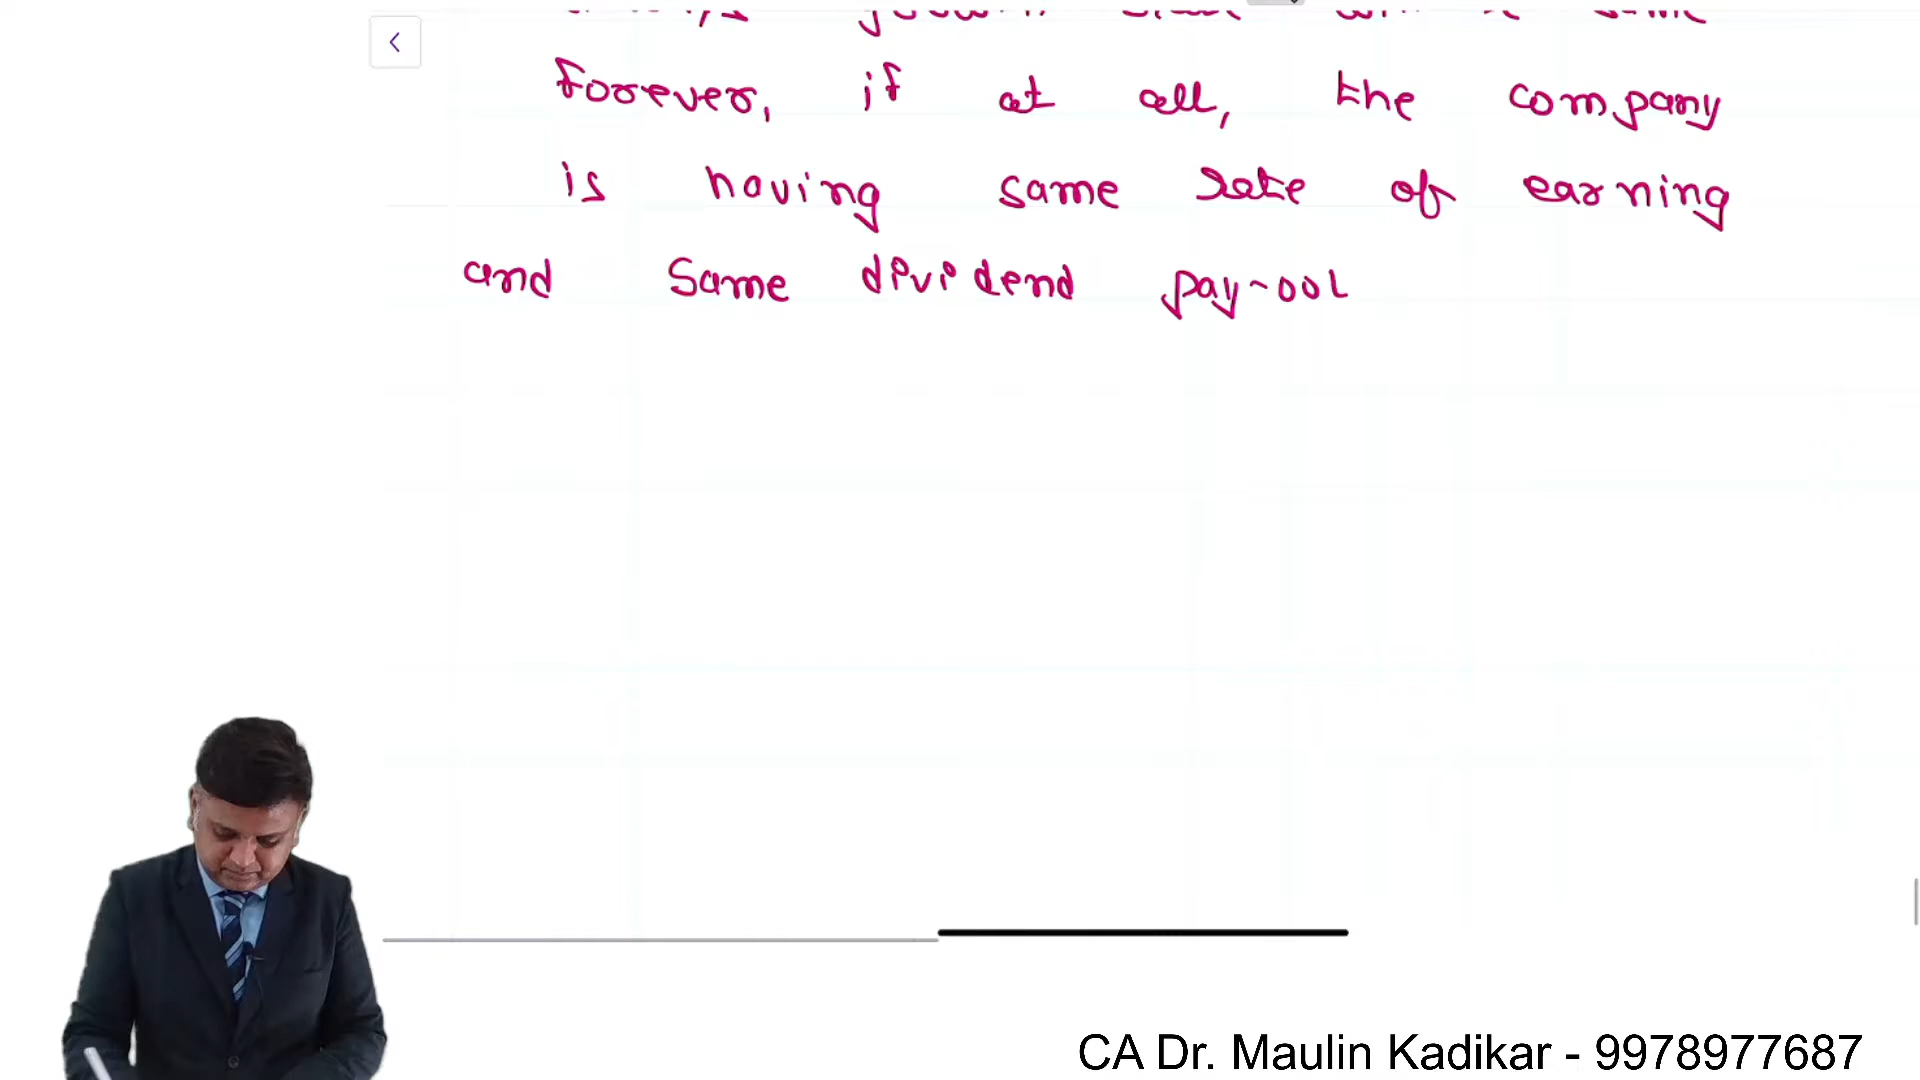 forever, if at all, the company
is having same rate of earning
and same dividend pay-out
CA Dr. Maulin Kadikar - 9978977687